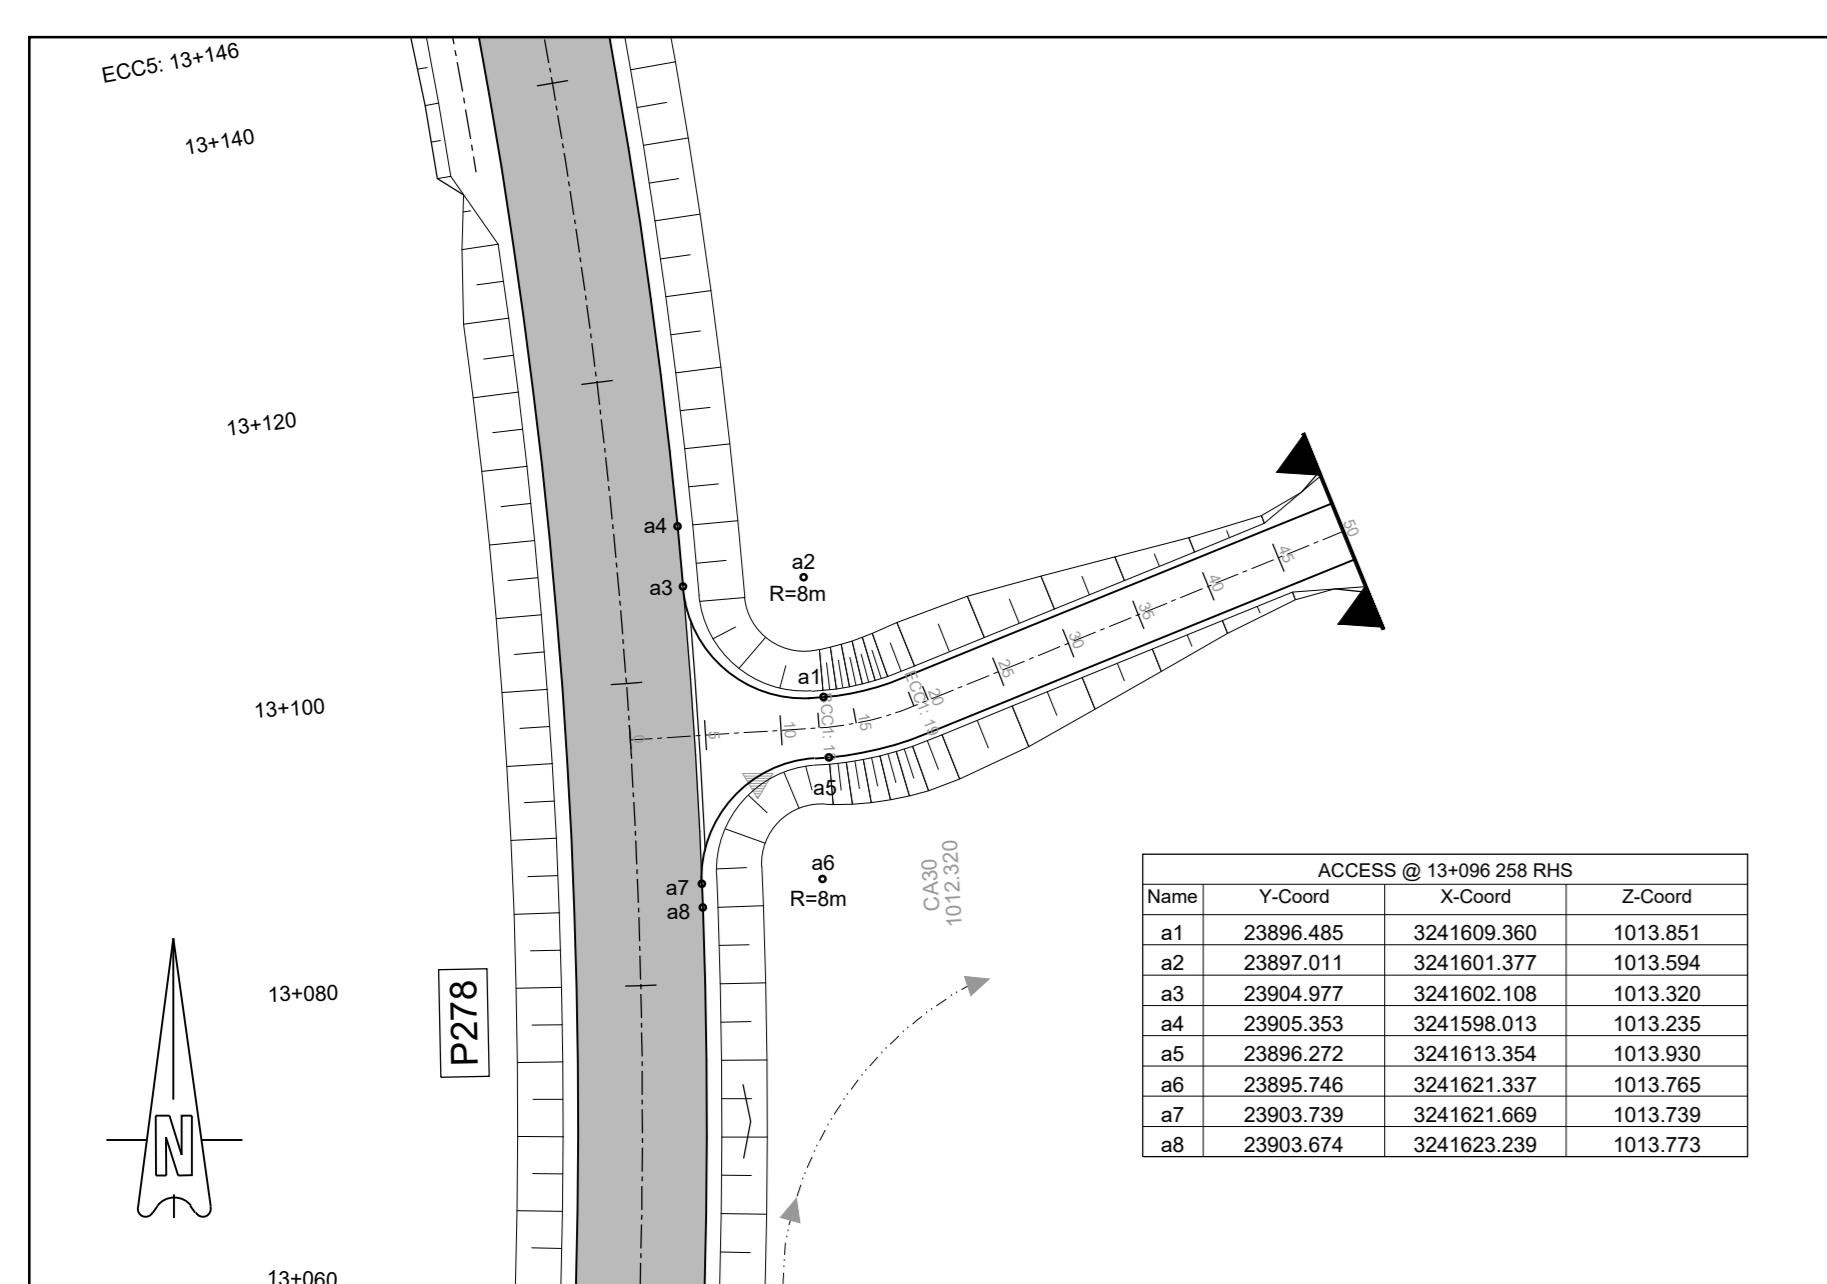 ECC5: 13+146
13+140
13+120
a4
a3
a2
R=8m
50
45
40
35
30
25
20
15
10
5
0
a1
ECC1: 19
13+100
a5
a6
R=8m
a7
a8
CA30
1012.320
13+080
P278
N
13+060
ACCESS @ 13+096 258 RHS
Name Y-Coord X-Coord Z-Coord
a1 23896.485 3241609.360 1013.851
a2 23897.011 3241601.377 1013.594
a3 23904.977 3241602.108 1013.320
a4 23905.353 3241598.013 1013.235
a5 23896.272 3241613.354 1013.930
a6 23895.746 3241621.337 1013.765
a7 23903.739 3241621.669 1013.739
a8 23903.674 3241623.239 1013.773